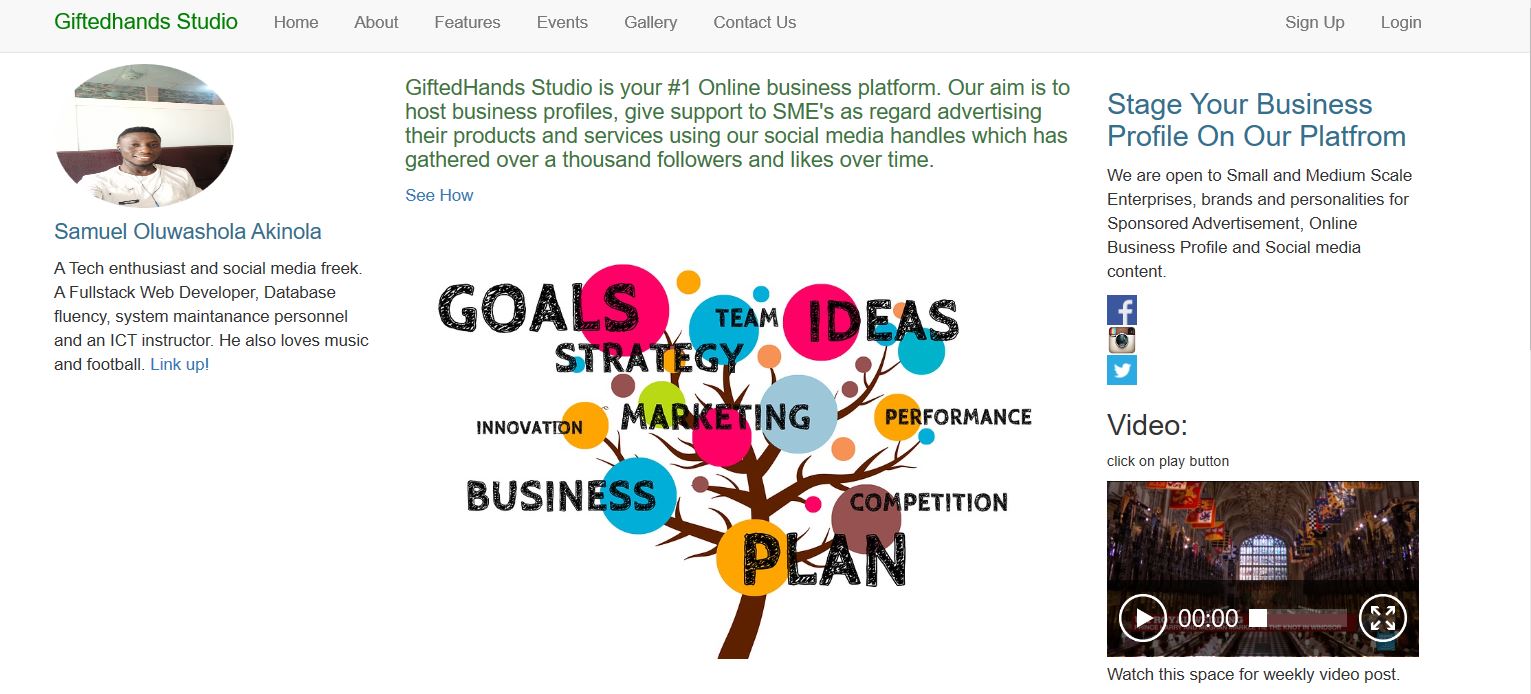 Giftedhands Studio Home About Features Events Gallery Contact Us Sign Up Login
Samuel Oluwashola Akinola
A Tech enthusiast and social media freek.
A Fullstack Web Developer, Database
fluency, system maintanance personnel
and an ICT instructor. He also loves music
and football. Link up!
GiftedHands Studio is your #1 Online business platform. Our aim is to
host business profiles, give support to SME's as regard advertising
their products and services using our social media handles which has
gathered over a thousand followers and likes over time.
See How
GOALS
TEAM
IDEAS
STRATEGY
INNOVATION
MARKETING
PERFORMANCE
BUSINESS
COMPETITION
PLAN
Stage Your Business
Profile On Our Platfrom
We are open to Small and Medium Scale
Enterprises, brands and personalities for
Sponsored Advertisement, Online
Business Profile and Social media
content.
Video:
click on play button
00:00
Watch this space for weekly video post.